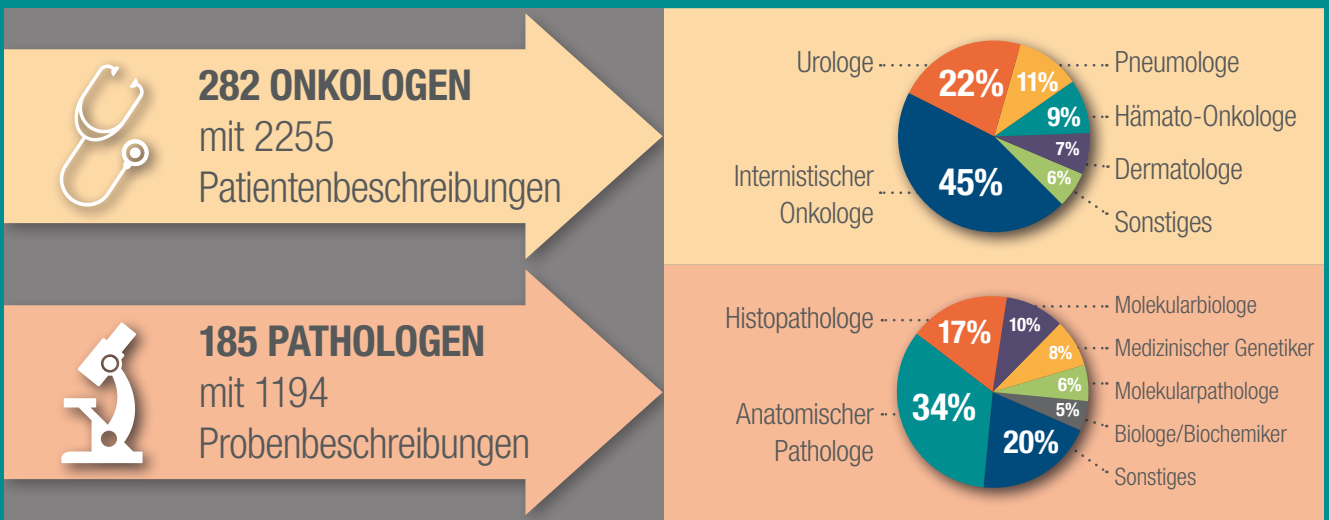 282 ONKOLOGEN
mit 2255
Patientenbeschreibungen
Urologe
Internistischer
Onkologe
22%
11%
9%
7%
6%
45%
Pneumologe
Hämato-Onkologe
Dermatologe
Sonstiges
185 PATHOLOGEN
mit 1194
Probenbeschreibungen
Histopathologe
Anatomischer
Pathologe
17%
10%
8%
6%
5%
20%
34%
Molekularbiologe
Medizinischer Genetiker
Molekularpathologe
Biologe/Biochemiker
Sonstiges